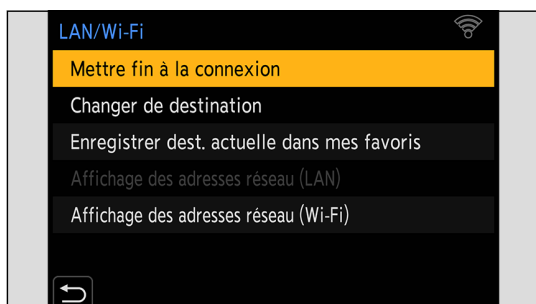 LAN/Wi-Fi
Mettre fin à la connexion
Changer de destination
Enregistrer dest. actuelle dans mes favoris
Affichage des adresses réseau (LAN)
Affichage des adresses réseau (Wi-Fi)